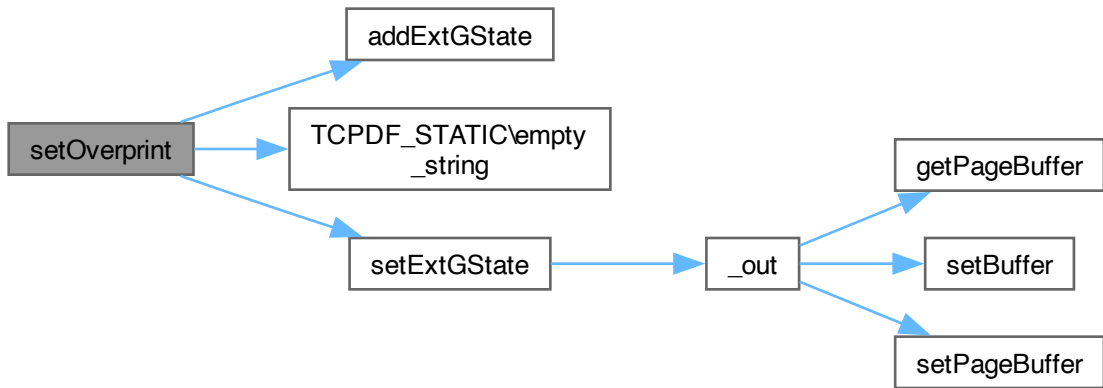 addExtGState
setOverprint
TCPDF_STATIC\empty
_string
getPageBuffer
setExtGState
_out
setBuffer
setPageBuffer